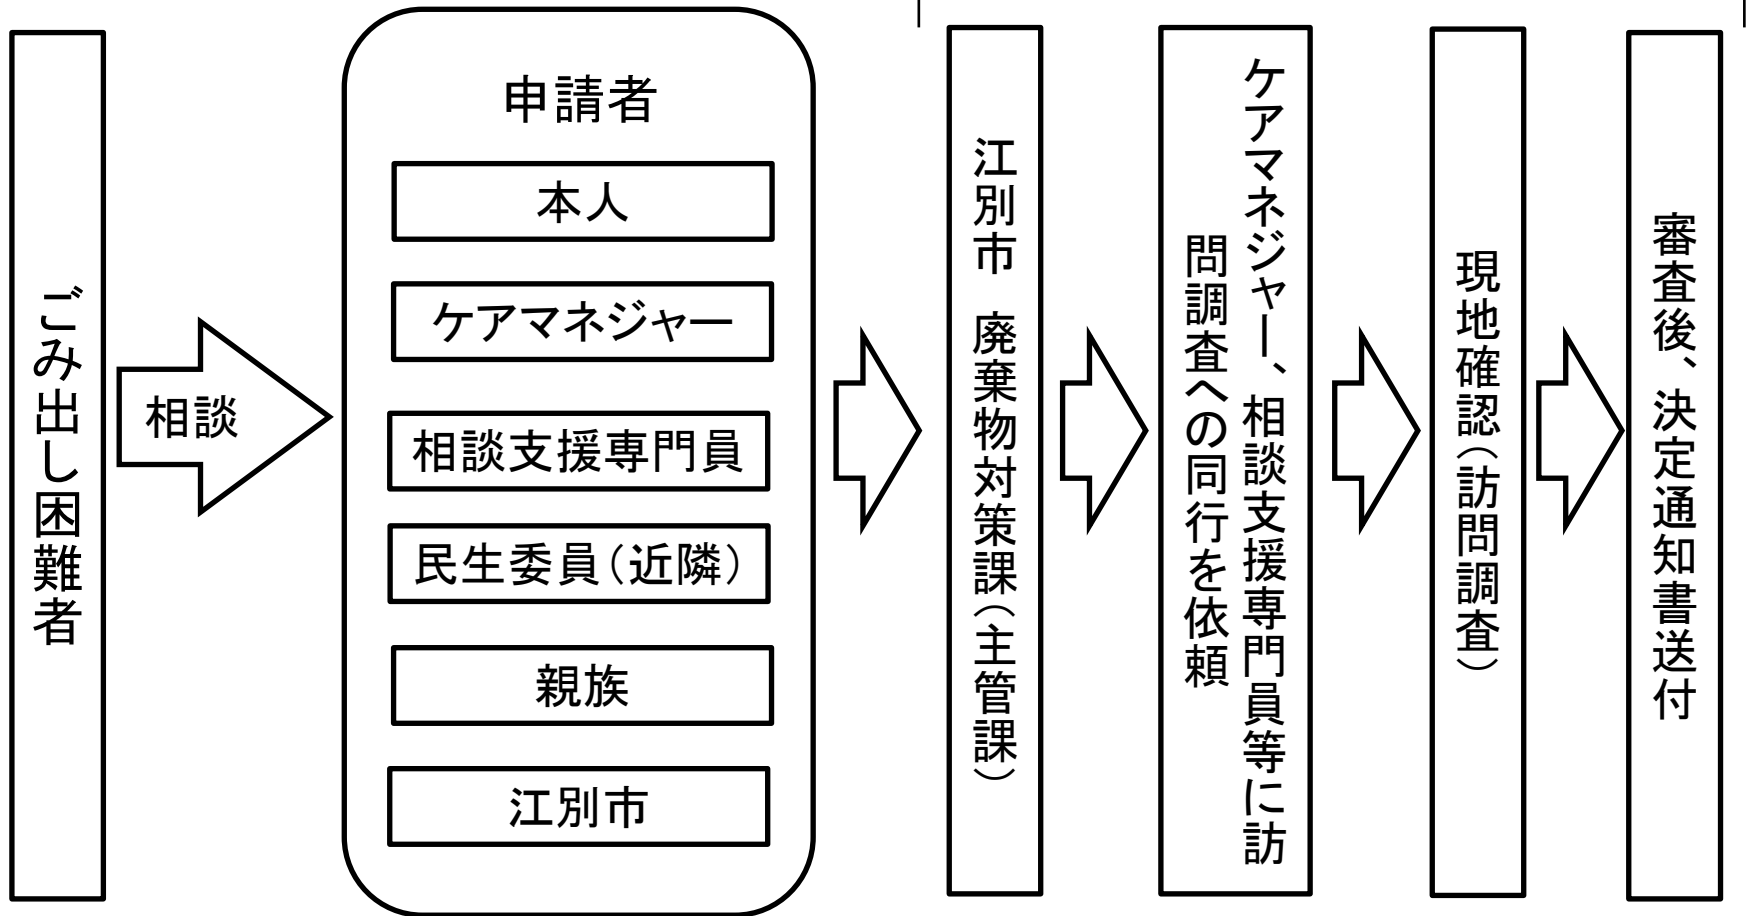 ごみ出し困難者
相談
申請者
本人
ケアマネジャー
相談支援専門員
民生委員（近隣）
親族
江別市
江別市 廃棄物対策課（主管課）
ケアマネジャー、相談支援専門員等に訪
問調査への同行を依頼
現地確認（訪問調査）
審査後、決定通知書送付